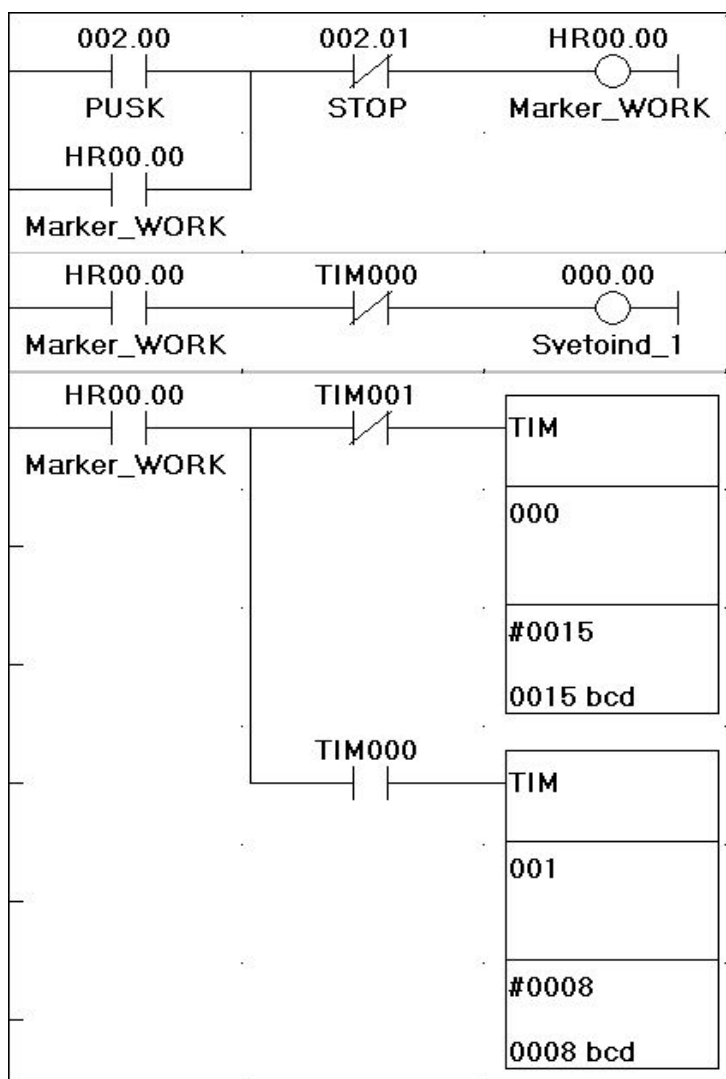 002.00 002.01 HR00.00
PUSK STOP Marker_WORK
HR00.00
Marker_WORK
HR00.00 TIM000 000.00
Marker_WORK Svetoind_1
HR00.00 TIM001
TIM
Marker_WORK
000
#0015
0015 bcd
TIM000
TIM
001
#0008
0008 bcd